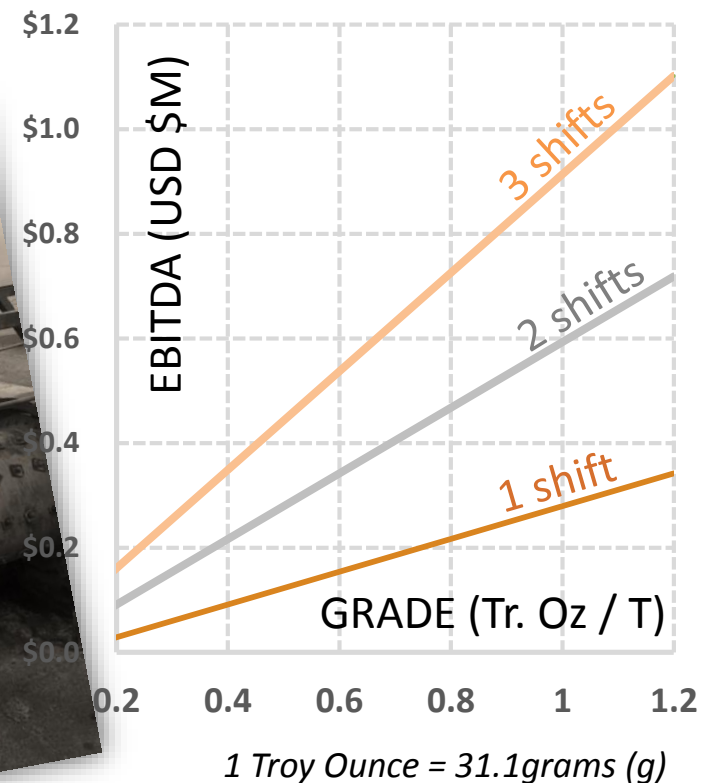 $1.2
$1.0
$0.8
$0.6
$0.4
$0.2
$0.0
EBITDA (USD $M)
3 shifts
2 shifts
1 shift
GRADE (Tr. Oz / T)
0.2 0.4 0.6 0.8 1 1.2
1 Troy Ounce = 31.1grams (g)